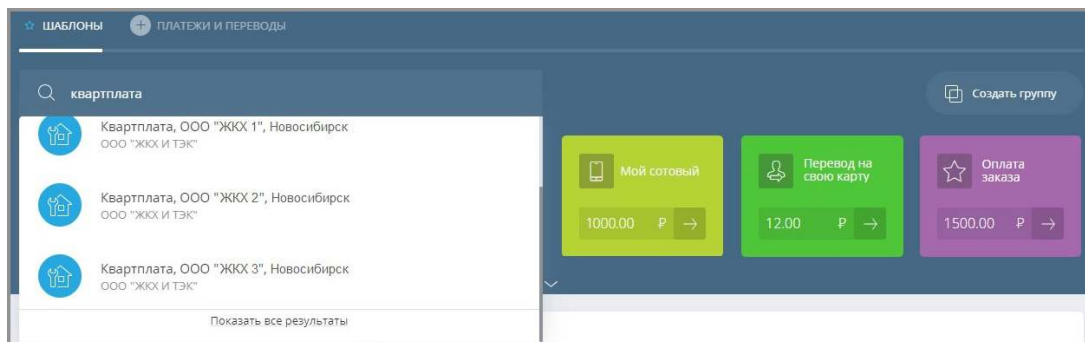 ШАБЛОНЫ
ПЛАТЕЖИ И ПЕРЕВОДЫ
квартплата
Создать группу
Квартплата, ООО "ЖКХ 1", Новосибирск
ООО "ЖКХ И ТЭК"
Квартплата, ООО "ЖКХ 2", Новосибирск
ООО "ЖКХ И ТЭК"
Квартплата, ООО "ЖКХ 3", Новосибирск
ООО "ЖКХ И ТЭК"
Показать все результаты
Мой сотовый
1000.00 ₽
Перевод на
свою карту
12.00 ₽
Оплата
заказа
1500.00 ₽